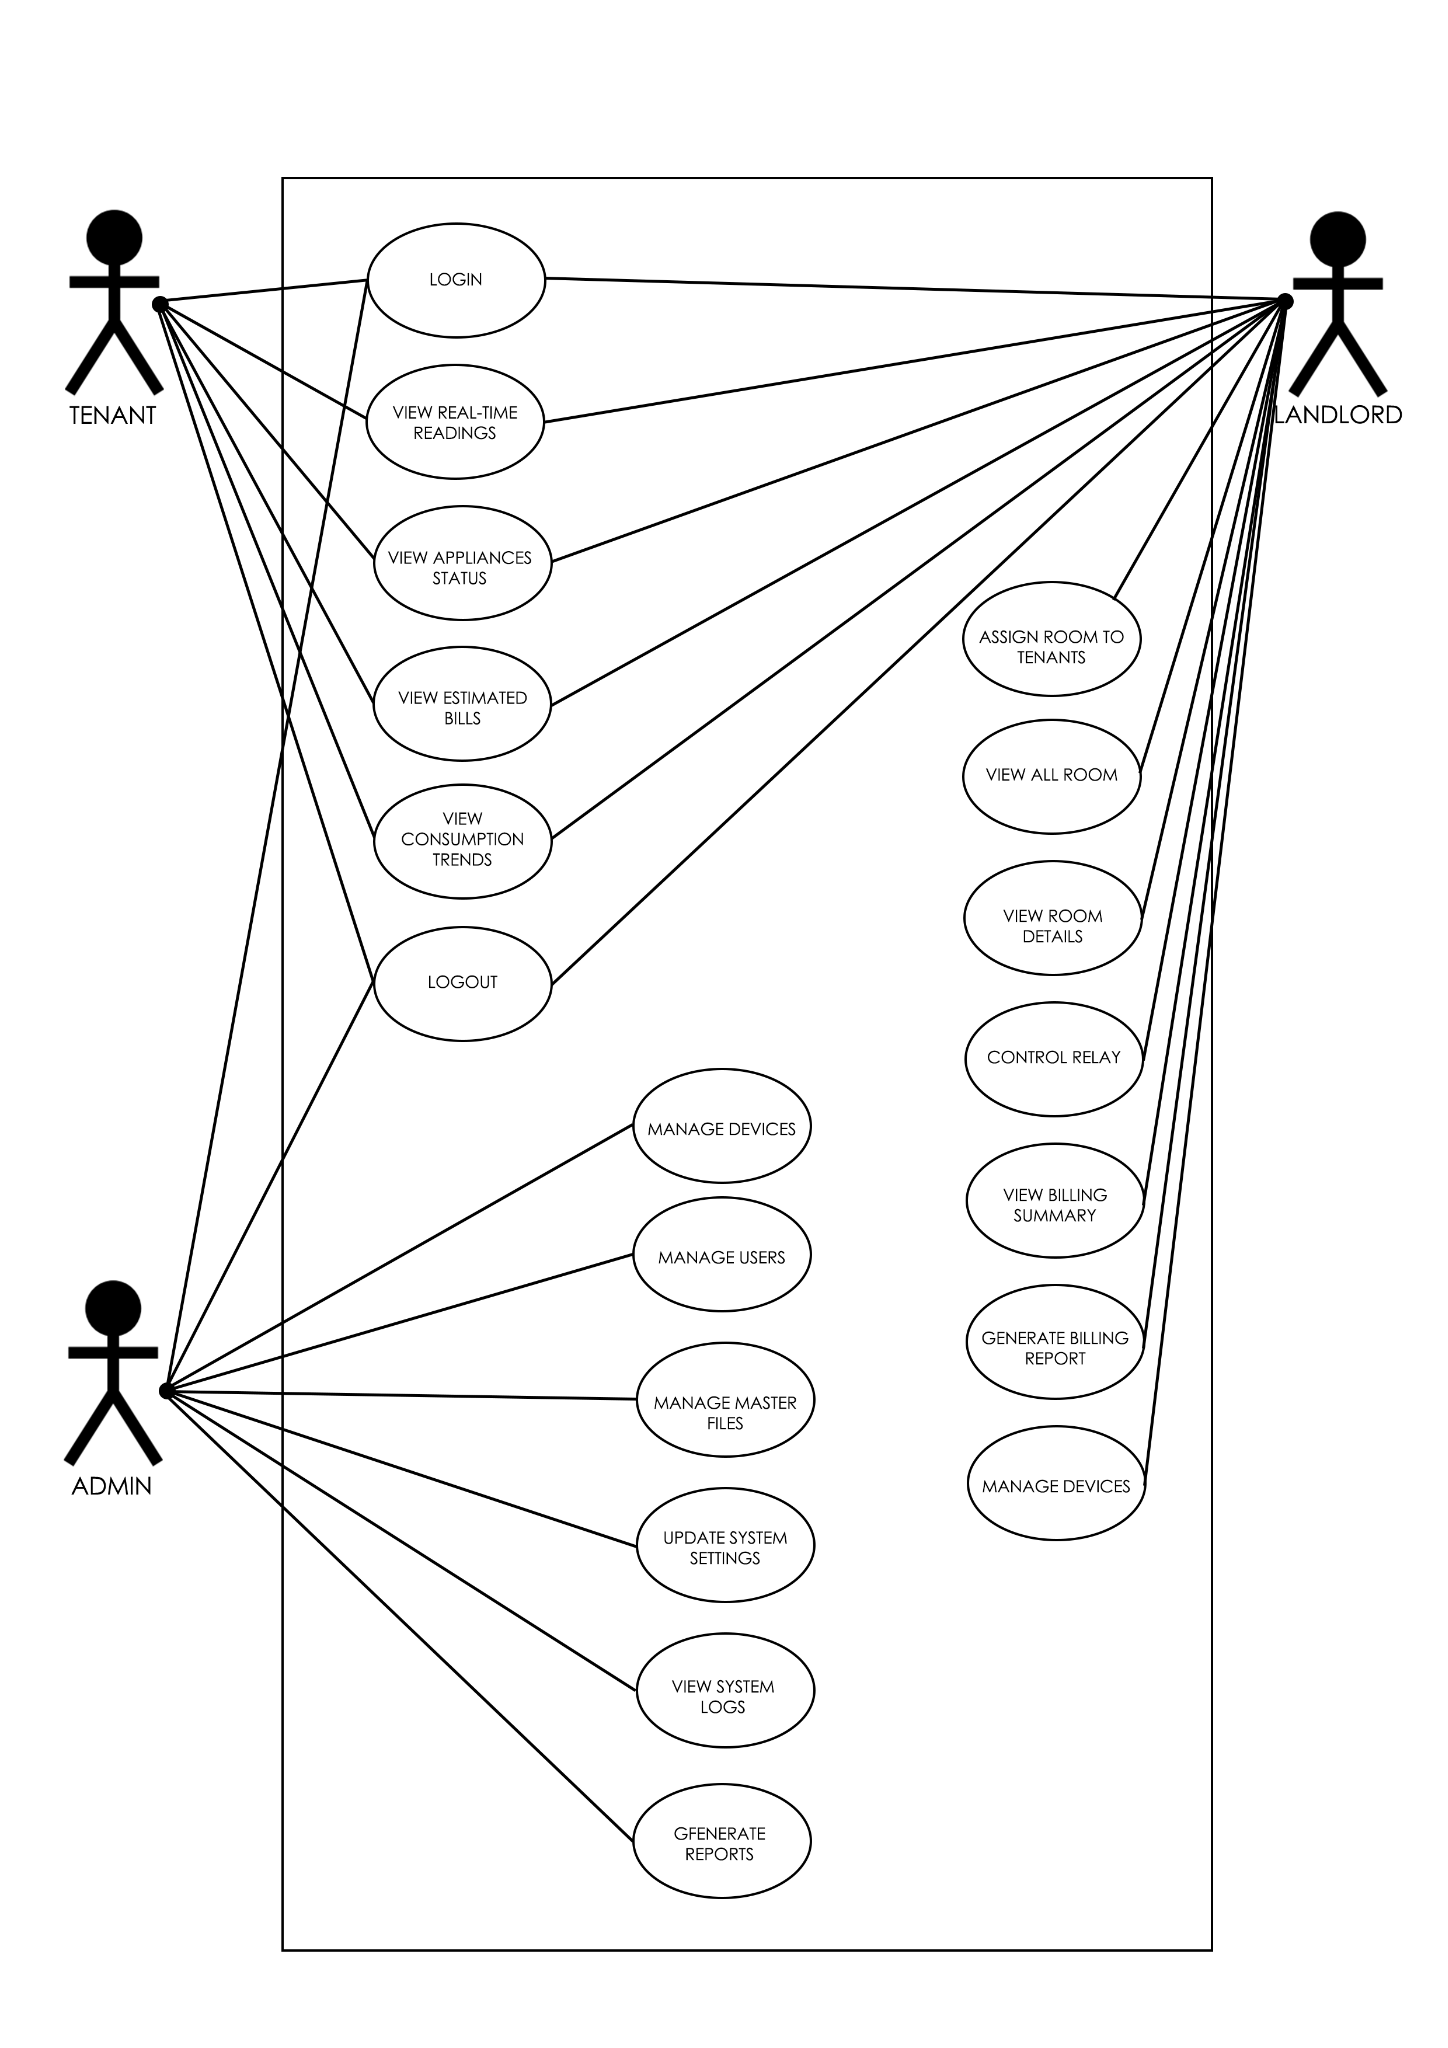 TENANT
LANDLORD
LOGIN
VIEW REAL-TIME
READINGS
VIEW APPLIANCES
STATUS
VIEW ESTIMATED
BILLS
VIEW
CONSUMPTION
TRENDS
LOGOUT
ASSIGN ROOM TO
TENANTS
VIEW ALL ROOM
VIEW ROOM
DETAILS
CONTROL RELAY
VIEW BILLING
SUMMARY
GENERATE BILLING
REPORT
MANAGE DEVICES
ADMIN
MANAGE DEVICES
MANAGE USERS
MANAGE MASTER
FILES
UPDATE SYSTEM
SETTINGS
VIEW SYSTEM
LOGS
GFENERATE
REPORTS